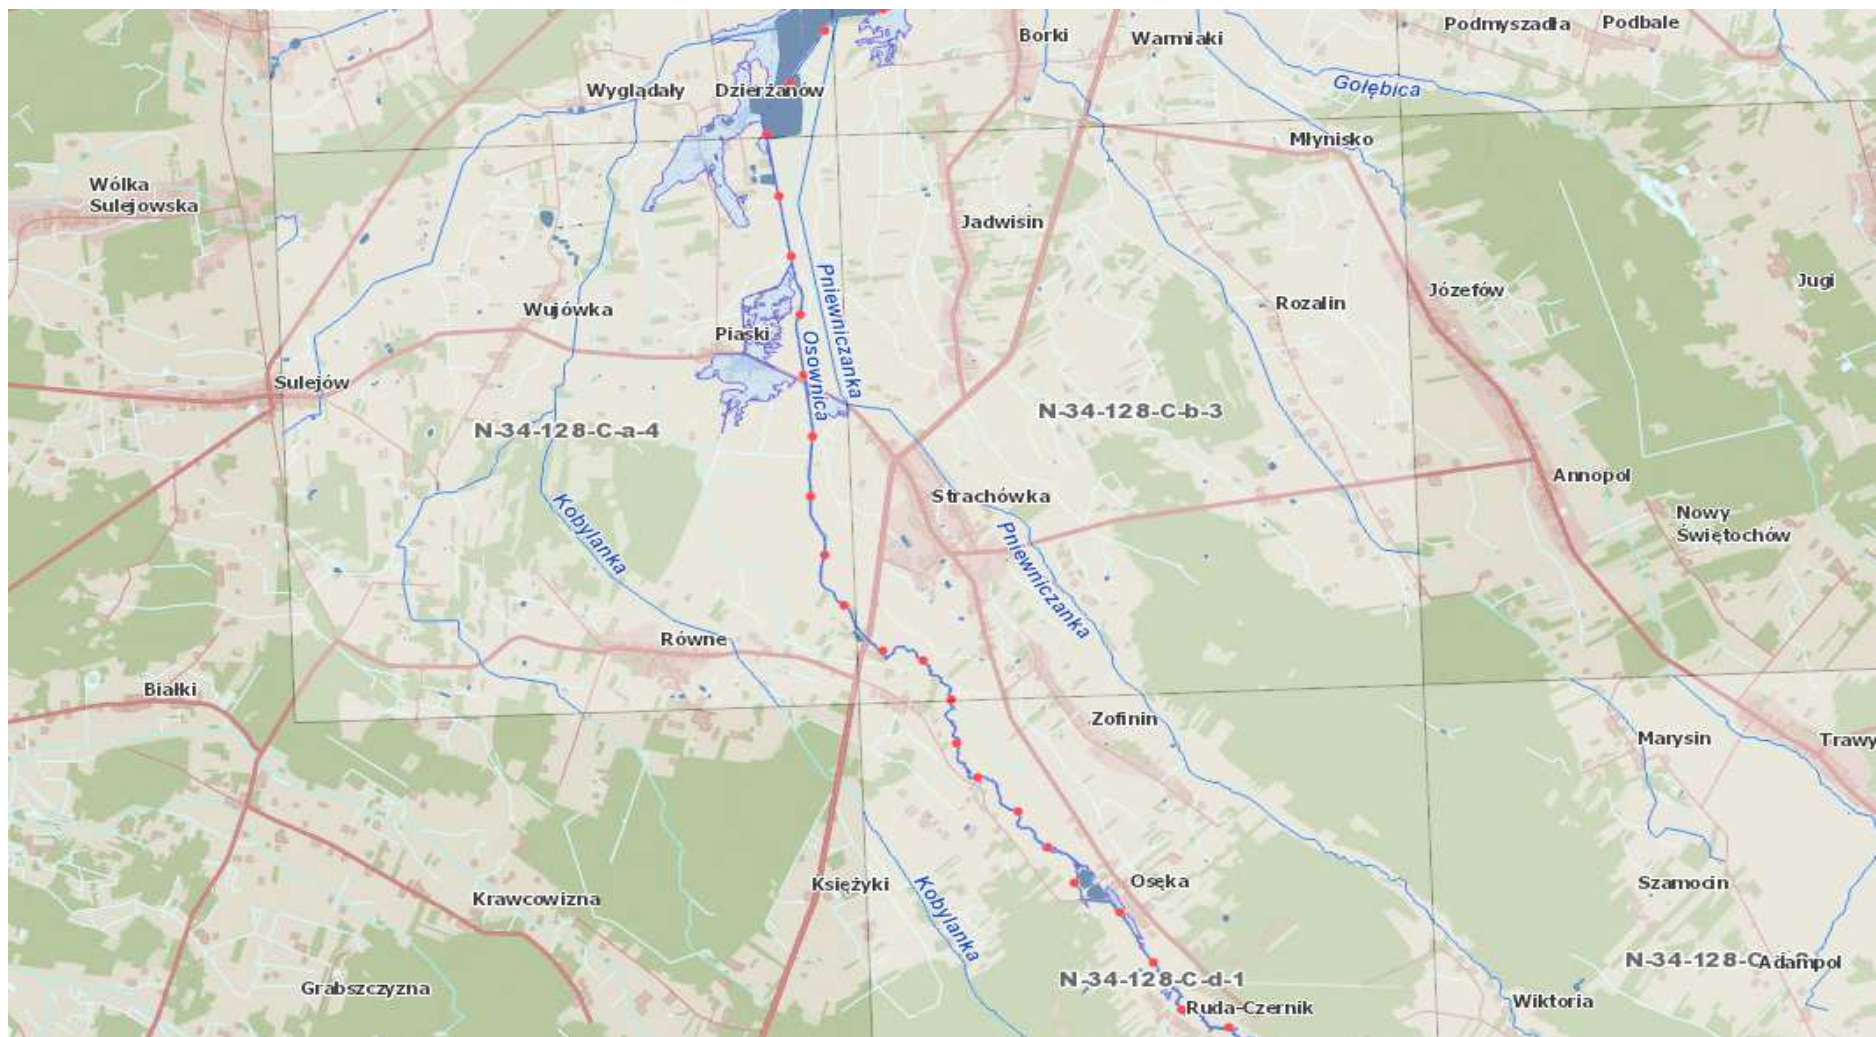 Podmyszadła
Podbale
Borki
Warmiaki
Gołębica
Wyglądały
Dzierżanów
Młynisko
Wólka
Sulejowska
Jadwisin
Jugi
Józefów
Rozalin
Wujówka
Pniewniczanka
Piaski
Osownica
Sulejów
N-34-128-C-b-3
N-34-128-C-a-4
Annopol
Strachówka
Nowy
Świętochów
Kobylanka
Pniewniczanka
Równe
Białki
Zofinin
Marysin
Trawy
Księżyki
Osęka
Szamocin
Krawcowizna
Kobylanka
N-34-128-C
Adampol
N-34-128-C-d-1
Grabszczyzna
Wiktoria
Ruda-Czernik